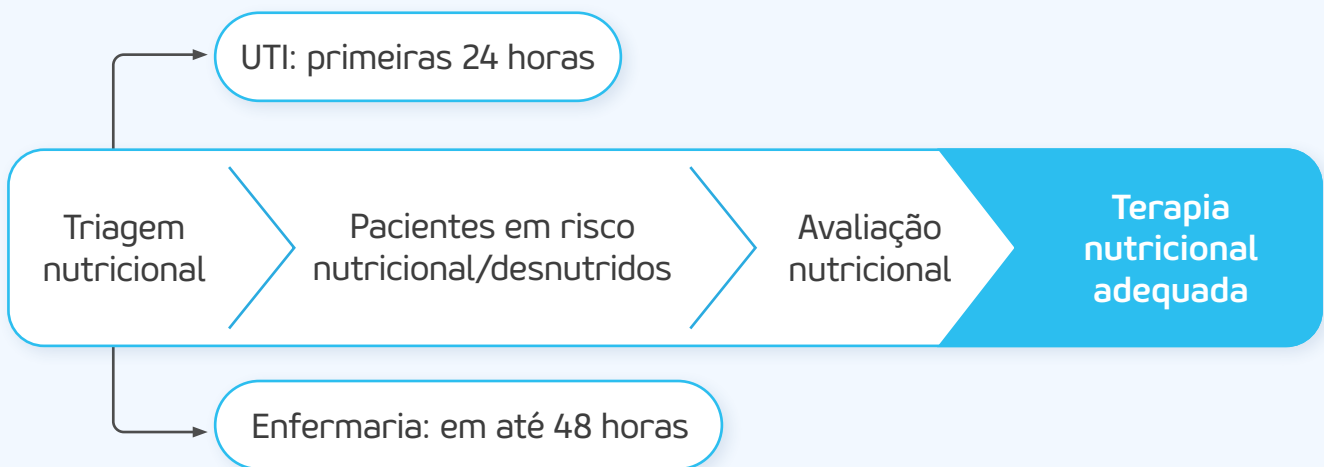 UTI: primeiras 24 horas
Triagem
nutricional
Pacientes em risco
nutricional/desnutridos
Avaliação
nutricional
Terapia
nutricional
adequada
Enfermaria: em até 48 horas